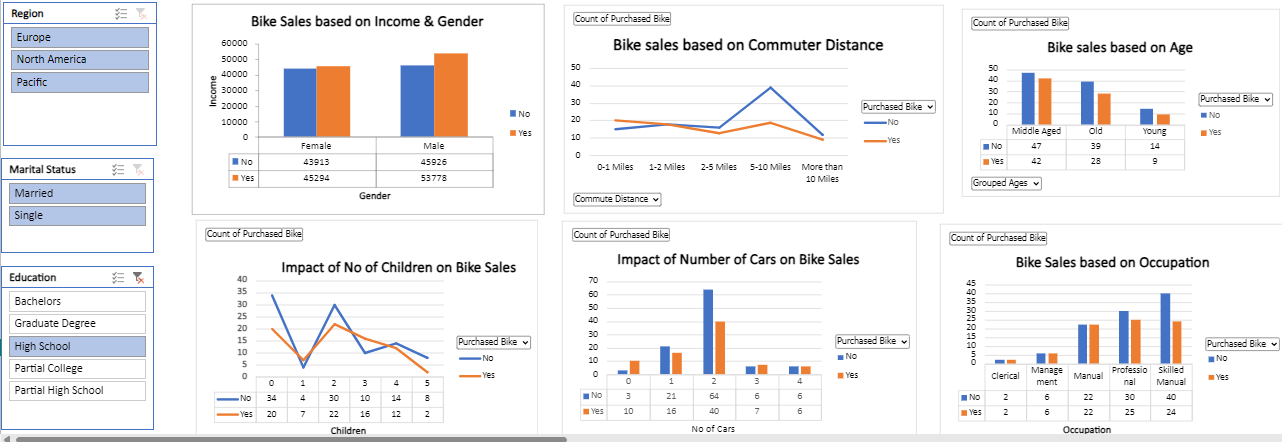 Region
Europe
North America
Pacific
Marital Status
Married
Single
Education
Bachelors
Graduate Degree
High School
Partial College
Partial High School
Bike Sales based on Income & Gender
Income
60000
50000
40000
30000
20000
10000
0
Female Male
No 43913 45926
Yes 45294 53778
Gender
No
Yes
Count of Purchased Bike
Bike sales based on Commuter Distance
50
40
30
20
10
0
0-1 Miles 1-2 Miles 2-5 Miles 5-10 Miles More than
10 Miles
Purchased Bike
No
Yes
Commute Distance
Count of Purchased Bike
Bike sales based on Age
50
40
30
20
10
0
Middle Aged Old Young
No 47 39 14
Yes 42 28 9
Purchased Bike
No
Yes
Grouped Ages
Count of Purchased Bike
Impact of No of Children on Bike Sales
40
35
30
25
20
15
10
5
0
0 1 2 3 4 5
No 34 4 30 10 14 8
Yes 20 7 22 16 12 2
Children
Purchased Bike
No
Yes
Count of Purchased Bike
Impact of Number of Cars on Bike Sales
70
60
50
40
30
20
10
0
0 1 2 3 4
No 3 21 64 6 6
Yes 10 16 40 7 6
No of Cars
Purchased Bike
No
Yes
Count of Purchased Bike
Bike Sales based on Occupation
45
40
35
30
25
20
15
10
5
0
Clerical Manage Manual Professio Skilled
ment nal Manual
No 2 6 22 30 40
Yes 2 6 22 25 24
Occupation
Purchased Bike
No
Yes